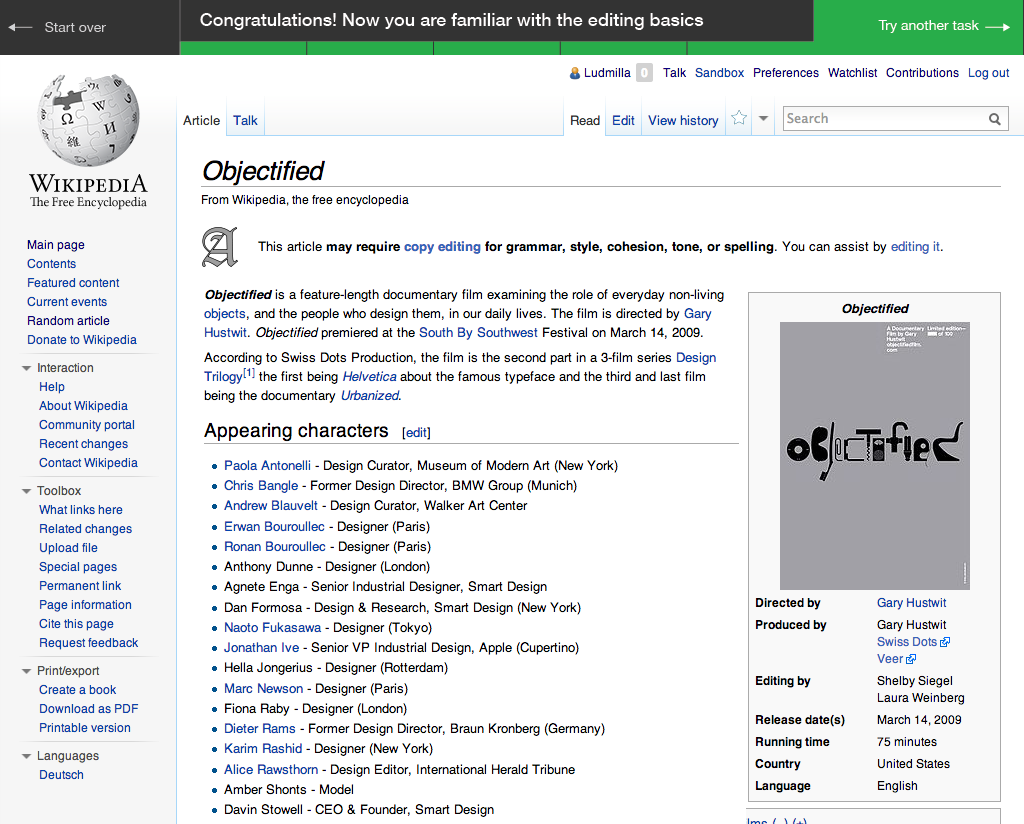 Start over
Congratulations! Now you are familiar with the editing basics
Try another task
Ludmilla 0 Talk Sandbox Preferences Watchlist Contributions Log out
Article Talk Read Edit View history Search
WIKIPEDIA
The Free Encyclopedia
Main page
Contents
Featured content
Current events
Random article
Donate to Wikipedia
Interaction
Help
About Wikipedia
Community portal
Recent changes
Contact Wikipedia
Toolbox
What links here
Related changes
Upload file
Special pages
Permanent link
Page information
Cite this page
Request feedback
Print/export
Create a book
Download as PDF
Printable version
Languages
Deutsch
Objectified
From Wikipedia, the free encyclopedia
This article may require copy editing for grammar, style, cohesion, tone, or spelling. You can assist by editing it.
Objectified is a feature-length documentary film examining the role of everyday non-living
objects, and the people who design them, in our daily lives. The film is directed by Gary
Hustwit. Objectified premiered at the South By Southwest Festival on March 14, 2009.
According to Swiss Dots Production, the film is the second part in a 3-film series Design
Trilogy[1] the first being Helvetica about the famous typeface and the third and last film
being the documentary Urbanized.
Appearing characters [edit]
Paola Antonelli - Design Curator, Museum of Modern Art (New York)
Chris Bangle - Former Design Director, BMW Group (Munich)
Andrew Blauvelt - Design Curator, Walker Art Center
Erwan Bouroullec - Designer (Paris)
Ronan Bouroullec - Designer (Paris)
Anthony Dunne - Designer (London)
Agnete Enga - Senior Industrial Designer, Smart Design
Dan Formosa - Design & Research, Smart Design (New York)
Naoto Fukasawa - Designer (Tokyo)
Jonathan Ive - Senior VP Industrial Design, Apple (Cupertino)
Hella Jongerius - Designer (Rotterdam)
Marc Newson - Designer (Paris)
Fiona Raby - Designer (London)
Dieter Rams - Former Design Director, Braun Kronberg (Germany)
Karim Rashid - Designer (New York)
Alice Rawsthorn - Design Editor, International Herald Tribune
Amber Shonts - Model
Davin Stowell - CEO & Founder, Smart Design
Objectified
A Documentary Limited edition
Film by Gary of 100
Hustwit
objectifiedfilm.
com
OBJECTIFIED
Directed by Gary Hustwit
Produced by Gary Hustwit
Swiss Dots
Veer
Editing by Shelby Siegel
Laura Weinberg
Release date(s) March 14, 2009
Running time 75 minutes
Country United States
Language English